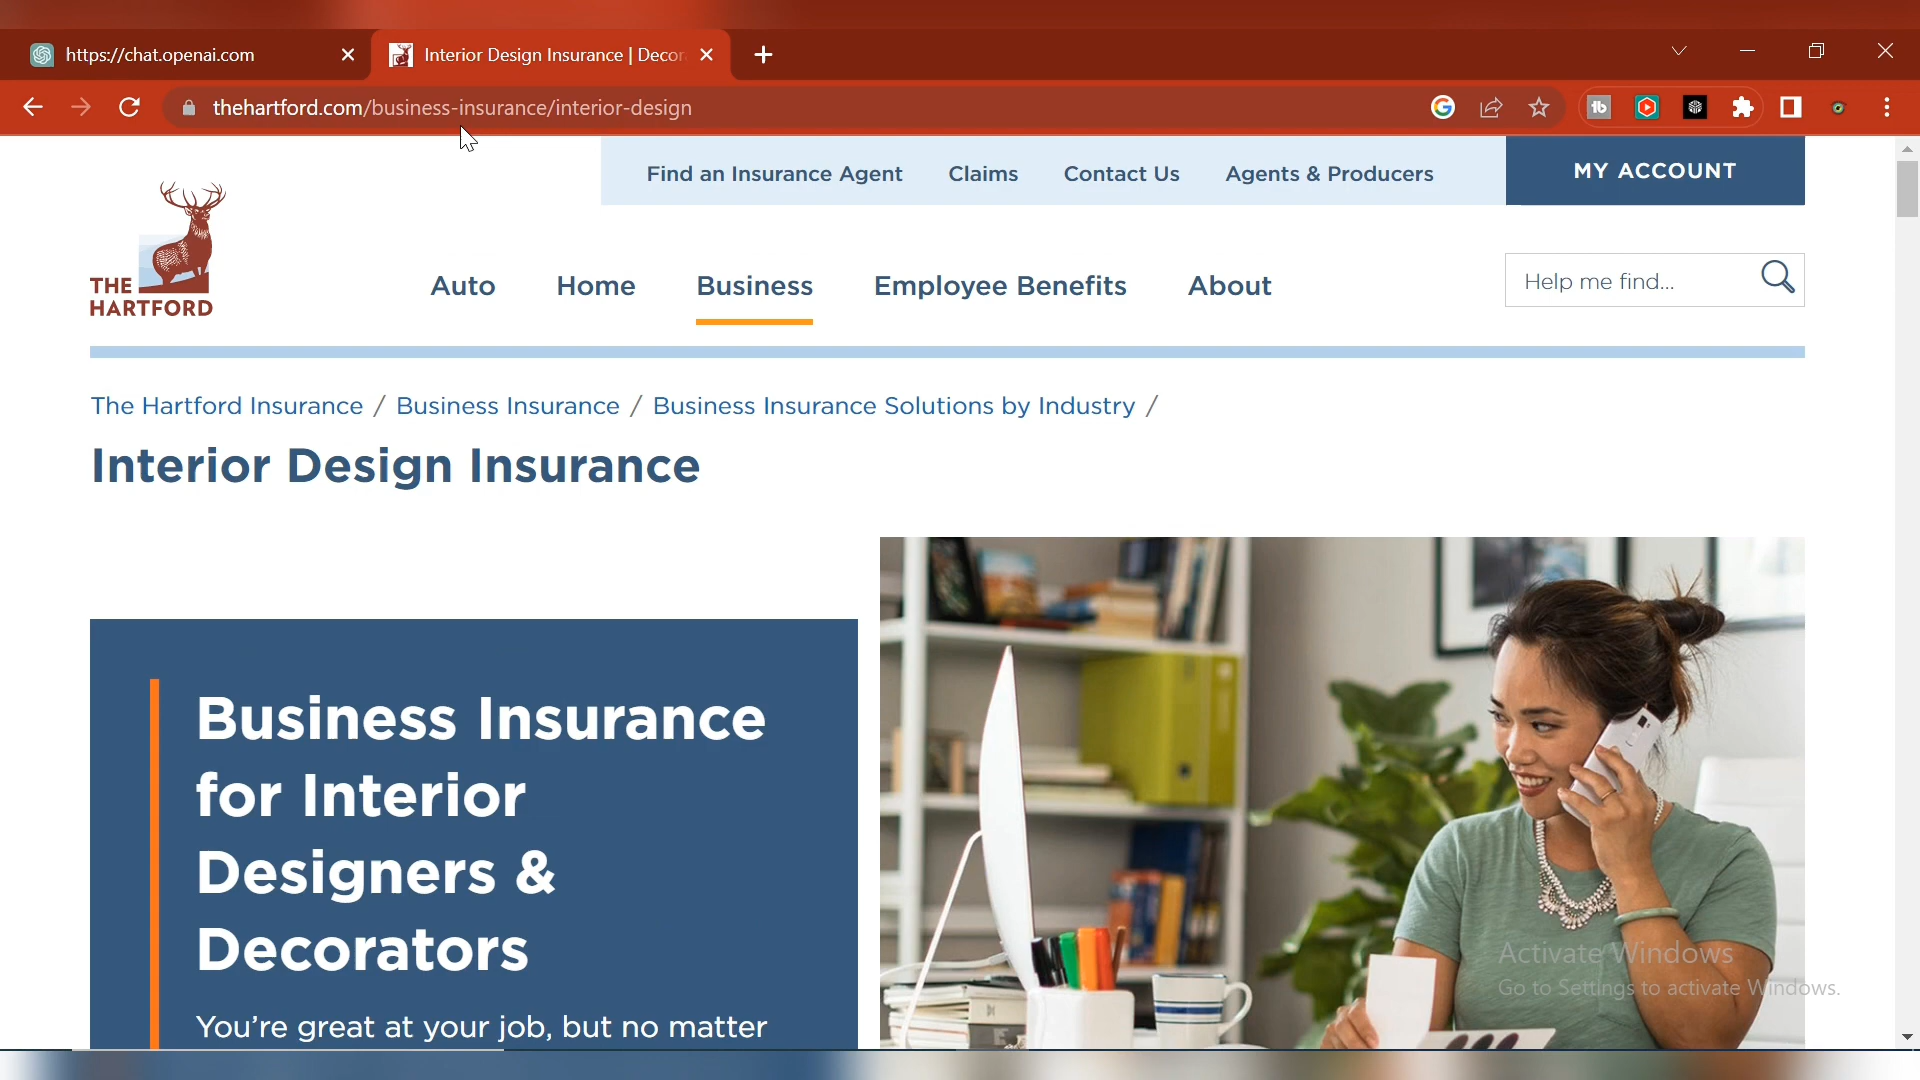 https://chat.openai.com
Interior Design Insurance | Decor
thehartford.com/business-insurance/interior-design
Find an Insurance Agent
Claims
Contact Us
Agents & Producers
MY ACCOUNT
THE
HARTFORD
Auto
Home
Business
Employee Benefits
About
Help me find...
The Hartford Insurance / Business Insurance / Business Insurance Solutions by Industry /
Interior Design Insurance
Business Insurance
for Interior
Designers &
Decorators
You're great at your job, but no matter
Activate Windows
Go to Settings to activate Windows.